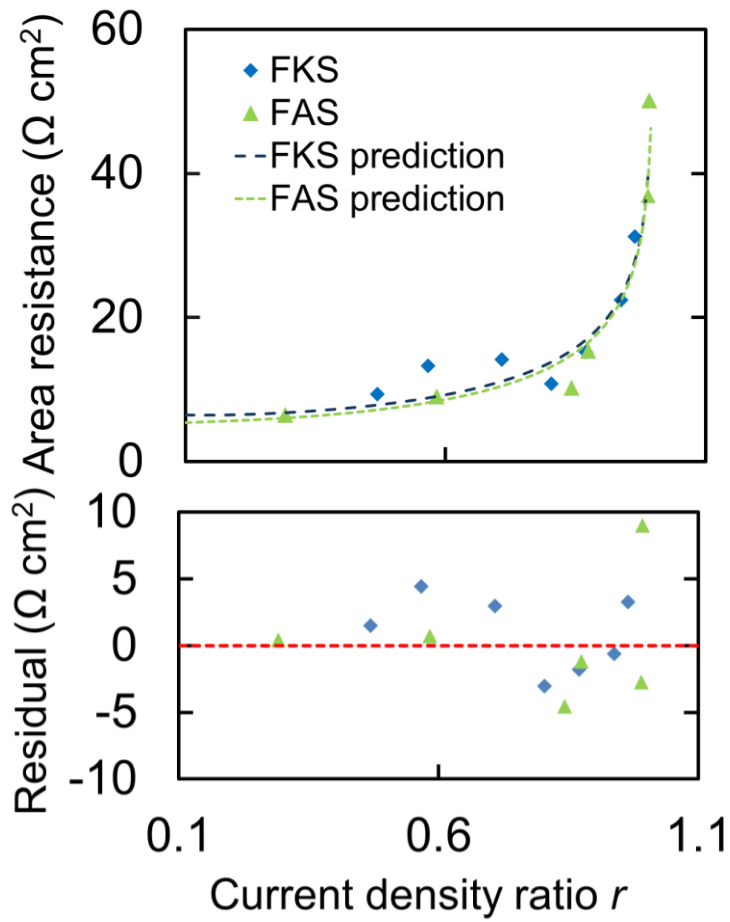 60
40
20
0
Area resistance (Ω cm²)
FKS
FAS
FKS prediction
FAS prediction
10
5
0
-5
-10
Residual (Ω cm²)
0.1 0.6 1.1
Current density ratio r